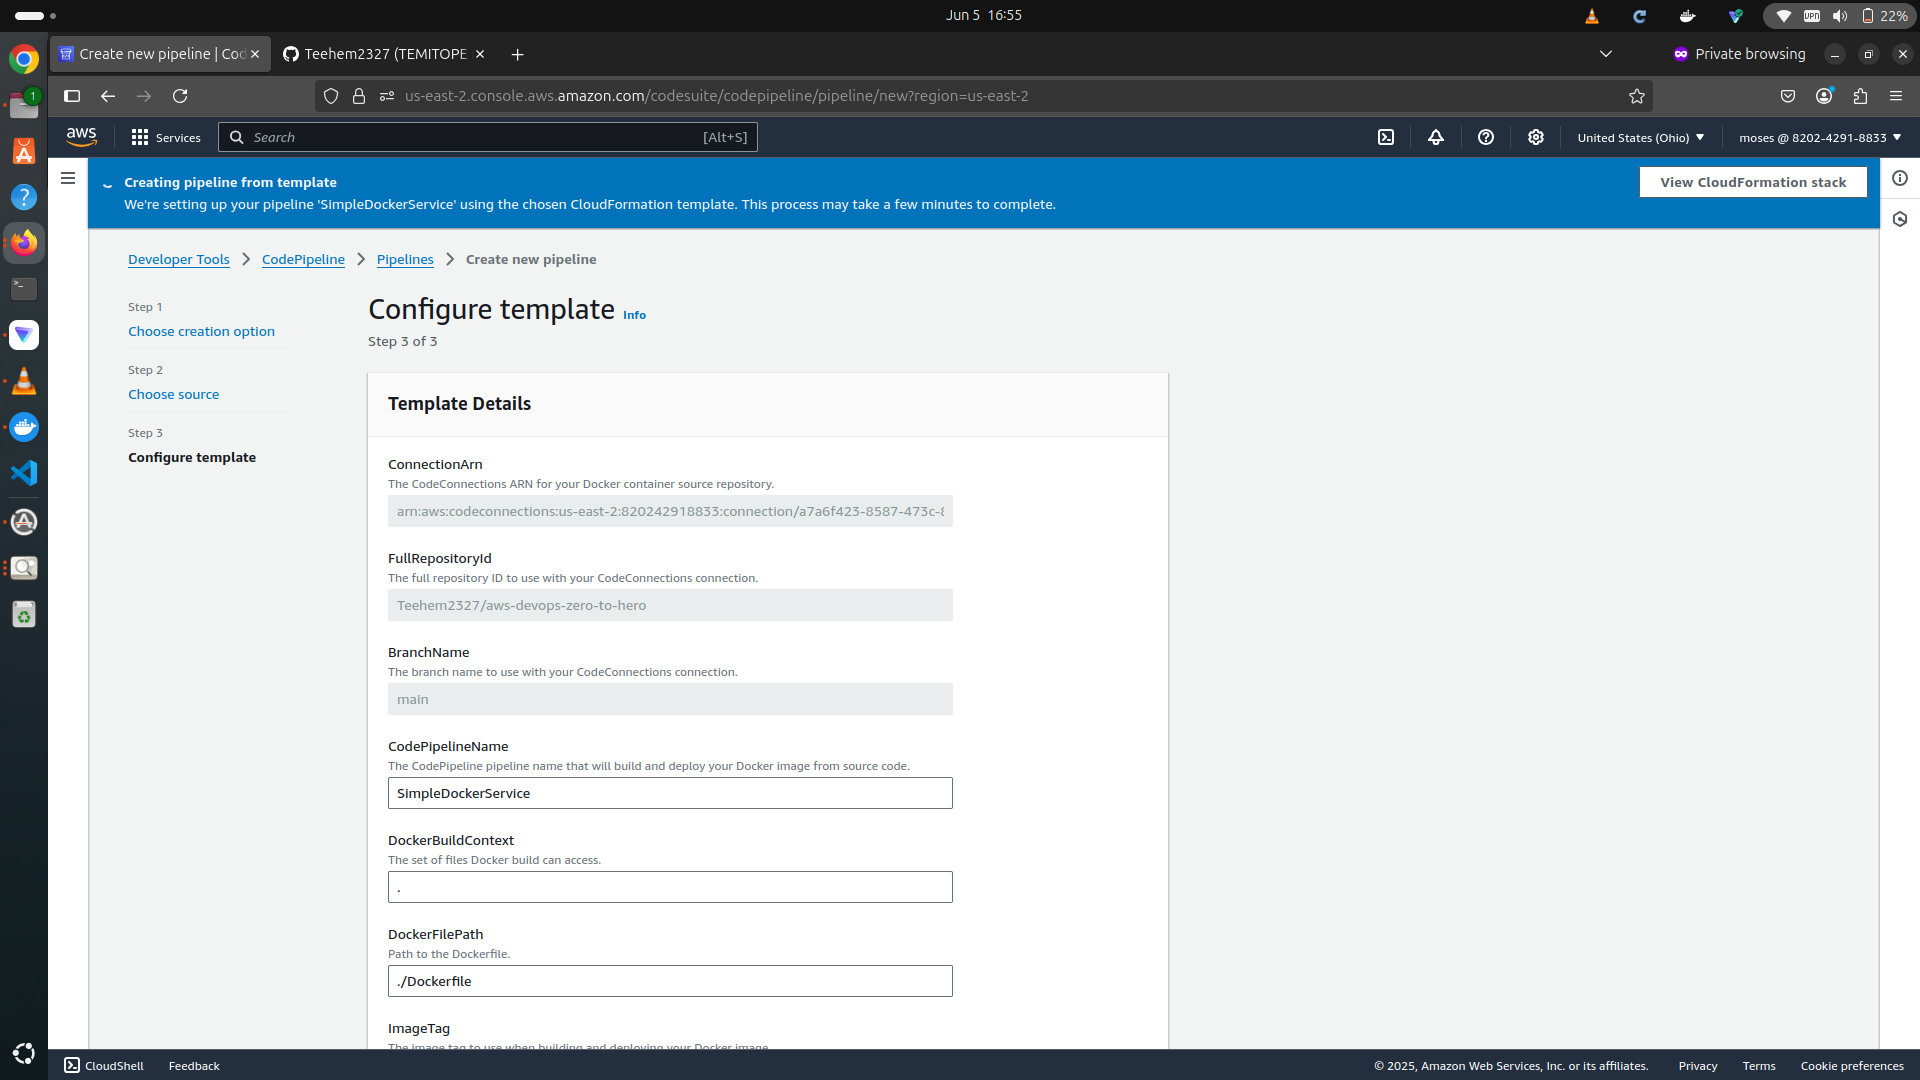 Jun 5 16:55
22%
Create new pipeline | Cod
Teehem2327 (TEMITOPE
Private browsing
us-east-2.console.aws.amazon.com/codesuite/codepipeline/pipeline/new?region=us-east-2
aws
Services
Search
[Alt+S]
United States (Ohio)
moses @ 8202-4291-8833
Creating pipeline from template
We're setting up your pipeline 'SimpleDockerService' using the chosen CloudFormation template. This process may take a few minutes to complete.
View CloudFormation stack
Developer Tools
CodePipeline
Pipelines
Create new pipeline
Step 1
Choose creation option
Step 2
Choose source
Step 3
Configure template
Configure template Info
Step 3 of 3
Template Details
ConnectionArn
The CodeConnections ARN for your Docker container source repository.
arn:aws:codeconnections:us-east-2:820242918833:connection/a7a6f423-8587-473c-8
FullRepositoryId
The full repository ID to use with your CodeConnections connection.
Teehem2327/aws-devops-zero-to-hero
BranchName
The branch name to use with your CodeConnections connection.
main
CodePipelineName
The CodePipeline pipeline name that will build and deploy your Docker image from source code.
SimpleDockerService
DockerBuildContext
The set of files Docker build can access.
.
DockerFilePath
Path to the Dockerfile.
./Dockerfile
ImageTag
The image tag to use when building and deploying your Docker image.
CloudShell
Feedback
© 2025, Amazon Web Services, Inc. or its affiliates.
Privacy
Terms
Cookie preferences